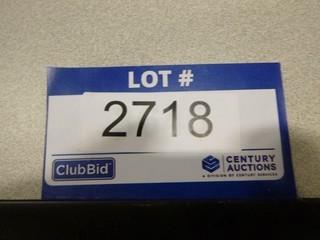 LOT #
2718
ClubBid
CENTURY
AUCTIONS
A DIVISION OF CENTURY SERVICES